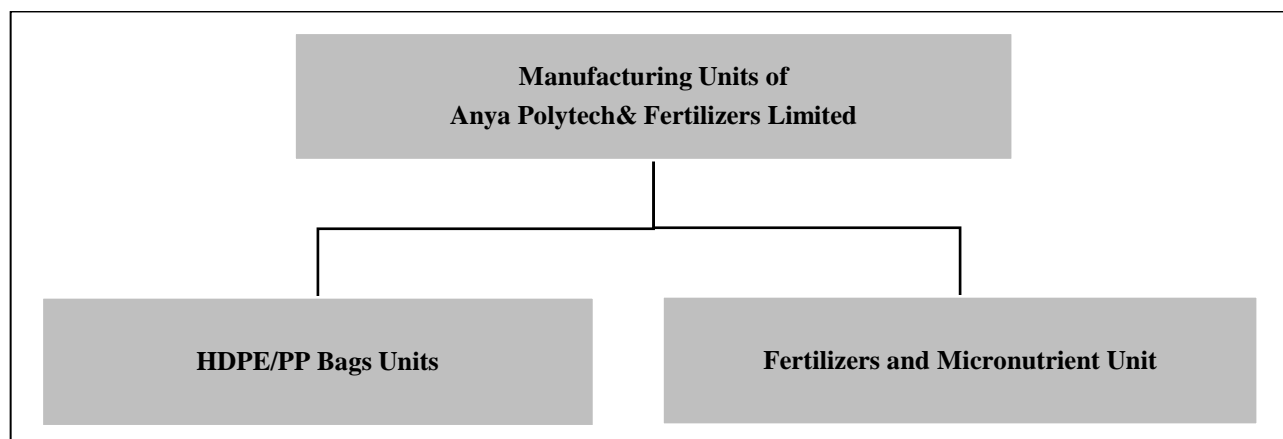 Manufacturing Units of
Anya Polytech& Fertilizers Limited
HDPE/PP Bags Units
Fertilizers and Micronutrient Unit